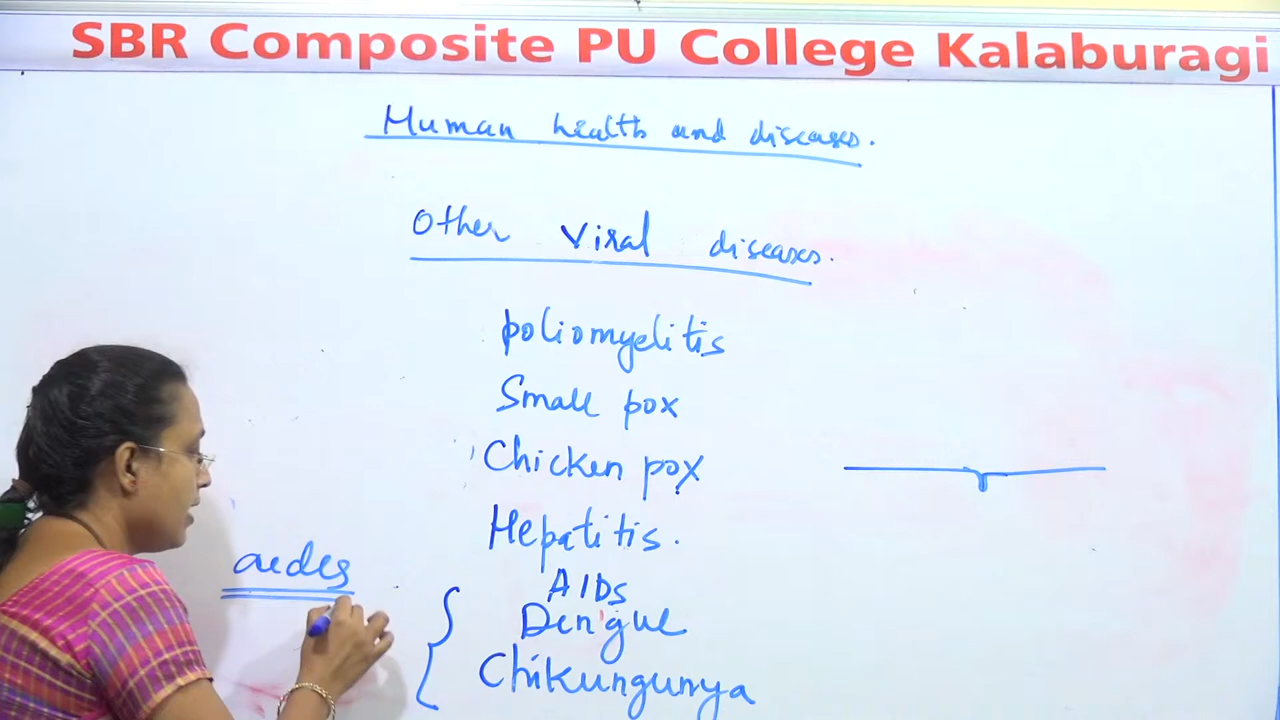 SBR Composite PU College Kalaburagi
Human health and diseases.
Other Viral diseases.
poliomyelitis
Small pox
Chicken pox
Hepatitis.
aedes
AIDs
Dengue
Chikungunya